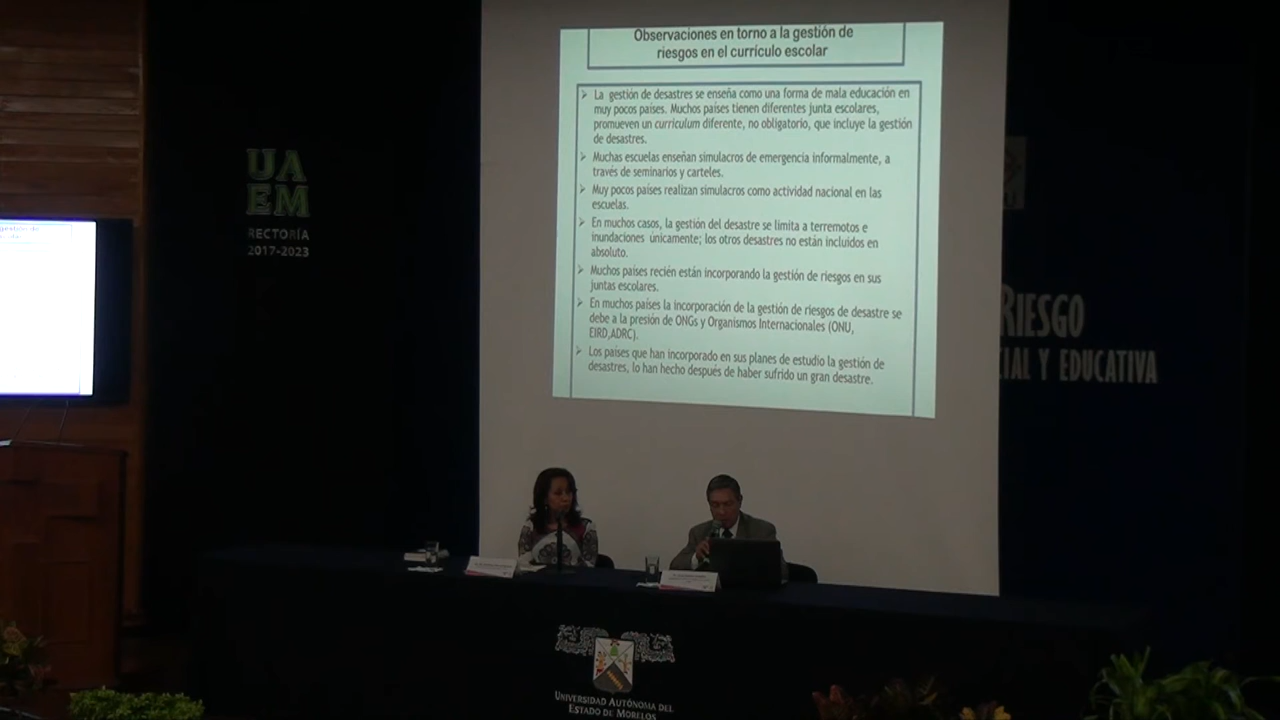 Observaciones en torno a la gestión de
riesgos en el currículo escolar
La gestión de desastres se enseña como una forma de mala educación en
muy pocos países. Muchos países tienen diferentes junta escolares,
promueven un curriculum diferente, no obligatorio, que incluye la gestión
de desastres.
Muchas escuelas enseñan simulacros de emergencia informalmente, a
través de seminarios y carteles.
Muy pocos países realizan simulacros como actividad nacional en las
escuelas.
En muchos casos, la gestión del desastre se limita a terremotos e
inundaciones únicamente; los otros desastres no están incluidos en
absoluto.
Muchos países recién están incorporando la gestión de riesgos en sus
juntas escolares.
En muchos países la incorporación de la gestión de riesgos de desastre se
debe a la presión de ONGs y Organismos Internacionales (ONU,
EIRD,ADRC).
Los países que han incorporado en sus planes de estudio la gestión de
desastres, lo han hecho después de haber sufrido un gran desastre.
UA
EM
RECTORÍA
2017-2023
RIESGO
CIAL Y EDUCATIVA
UNIVERSIDAD AUTÓNOMA DEL
ESTADO DE MORELOS